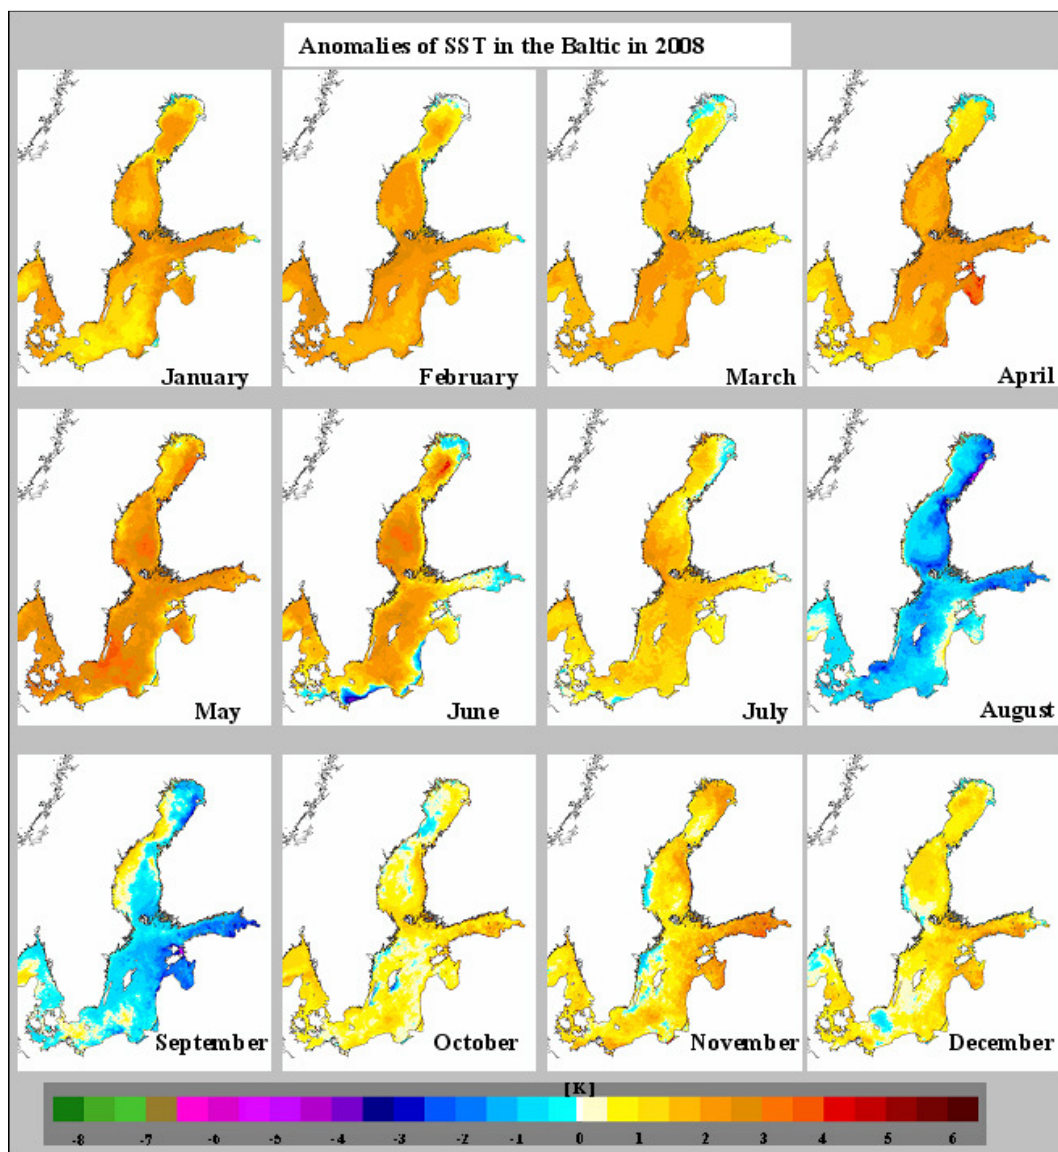 Anomalies of SST in the Baltic in 2008
January February March April
May June July August
September October November December
[K]
-8 -7 -6 -5 -4 -3 -2 -1 0 1 2 3 4 5 6